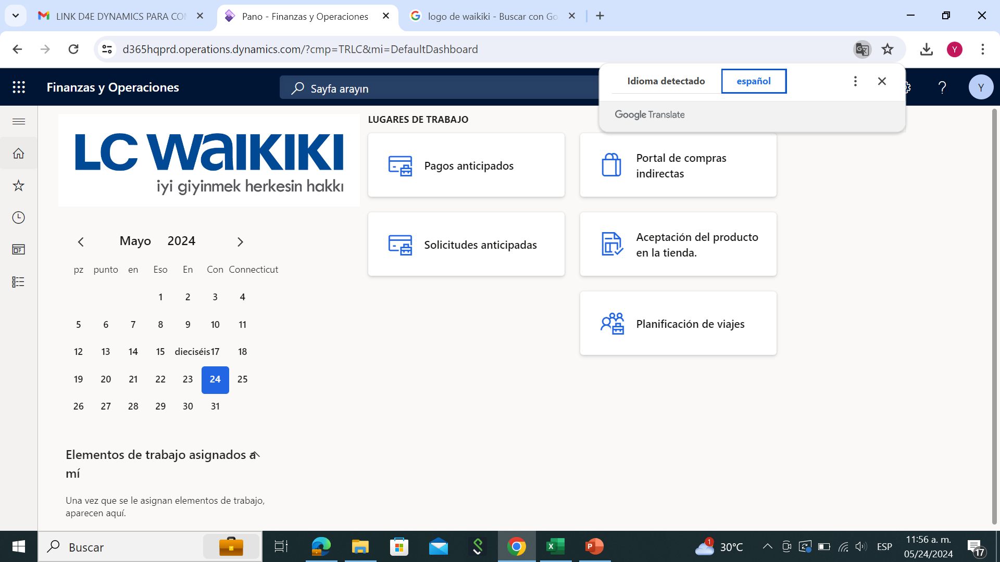 LINK D4E DYNAMICS PARA CO
Pano - Finanzas y Operaciones
logo de waikiki - Buscar con Go
d365hqprd.operations.dynamics.com/?cmp=TRLC&mi=DefaultDashboard
Y
Finanzas y Operaciones
Sayfa arayın
Idioma detectado
español
Google Translate
?
Y
LC WAIKIKI
iyi giyinmek herkesin hakkı
LUGARES DE TRABAJO
Pagos anticipados
Portal de compras
indirectas
Solicitudes anticipadas
Aceptación del producto
en la tienda.
Planificación de viajes
Mayo 2024
pz punto en Eso En Con Connecticut
1 2 3 4
5 6 7 8 9 10 11
12 13 14 15 dieciséis 17 18
19 20 21 22 23 24 25
26 27 28 29 30 31
Elementos de trabajo asignados a
mí
Una vez que se le asignan elementos de trabajo,
aparecen aquí.
Buscar
1
30°C
ESP
11:56 a. m.
05/24/2024
17